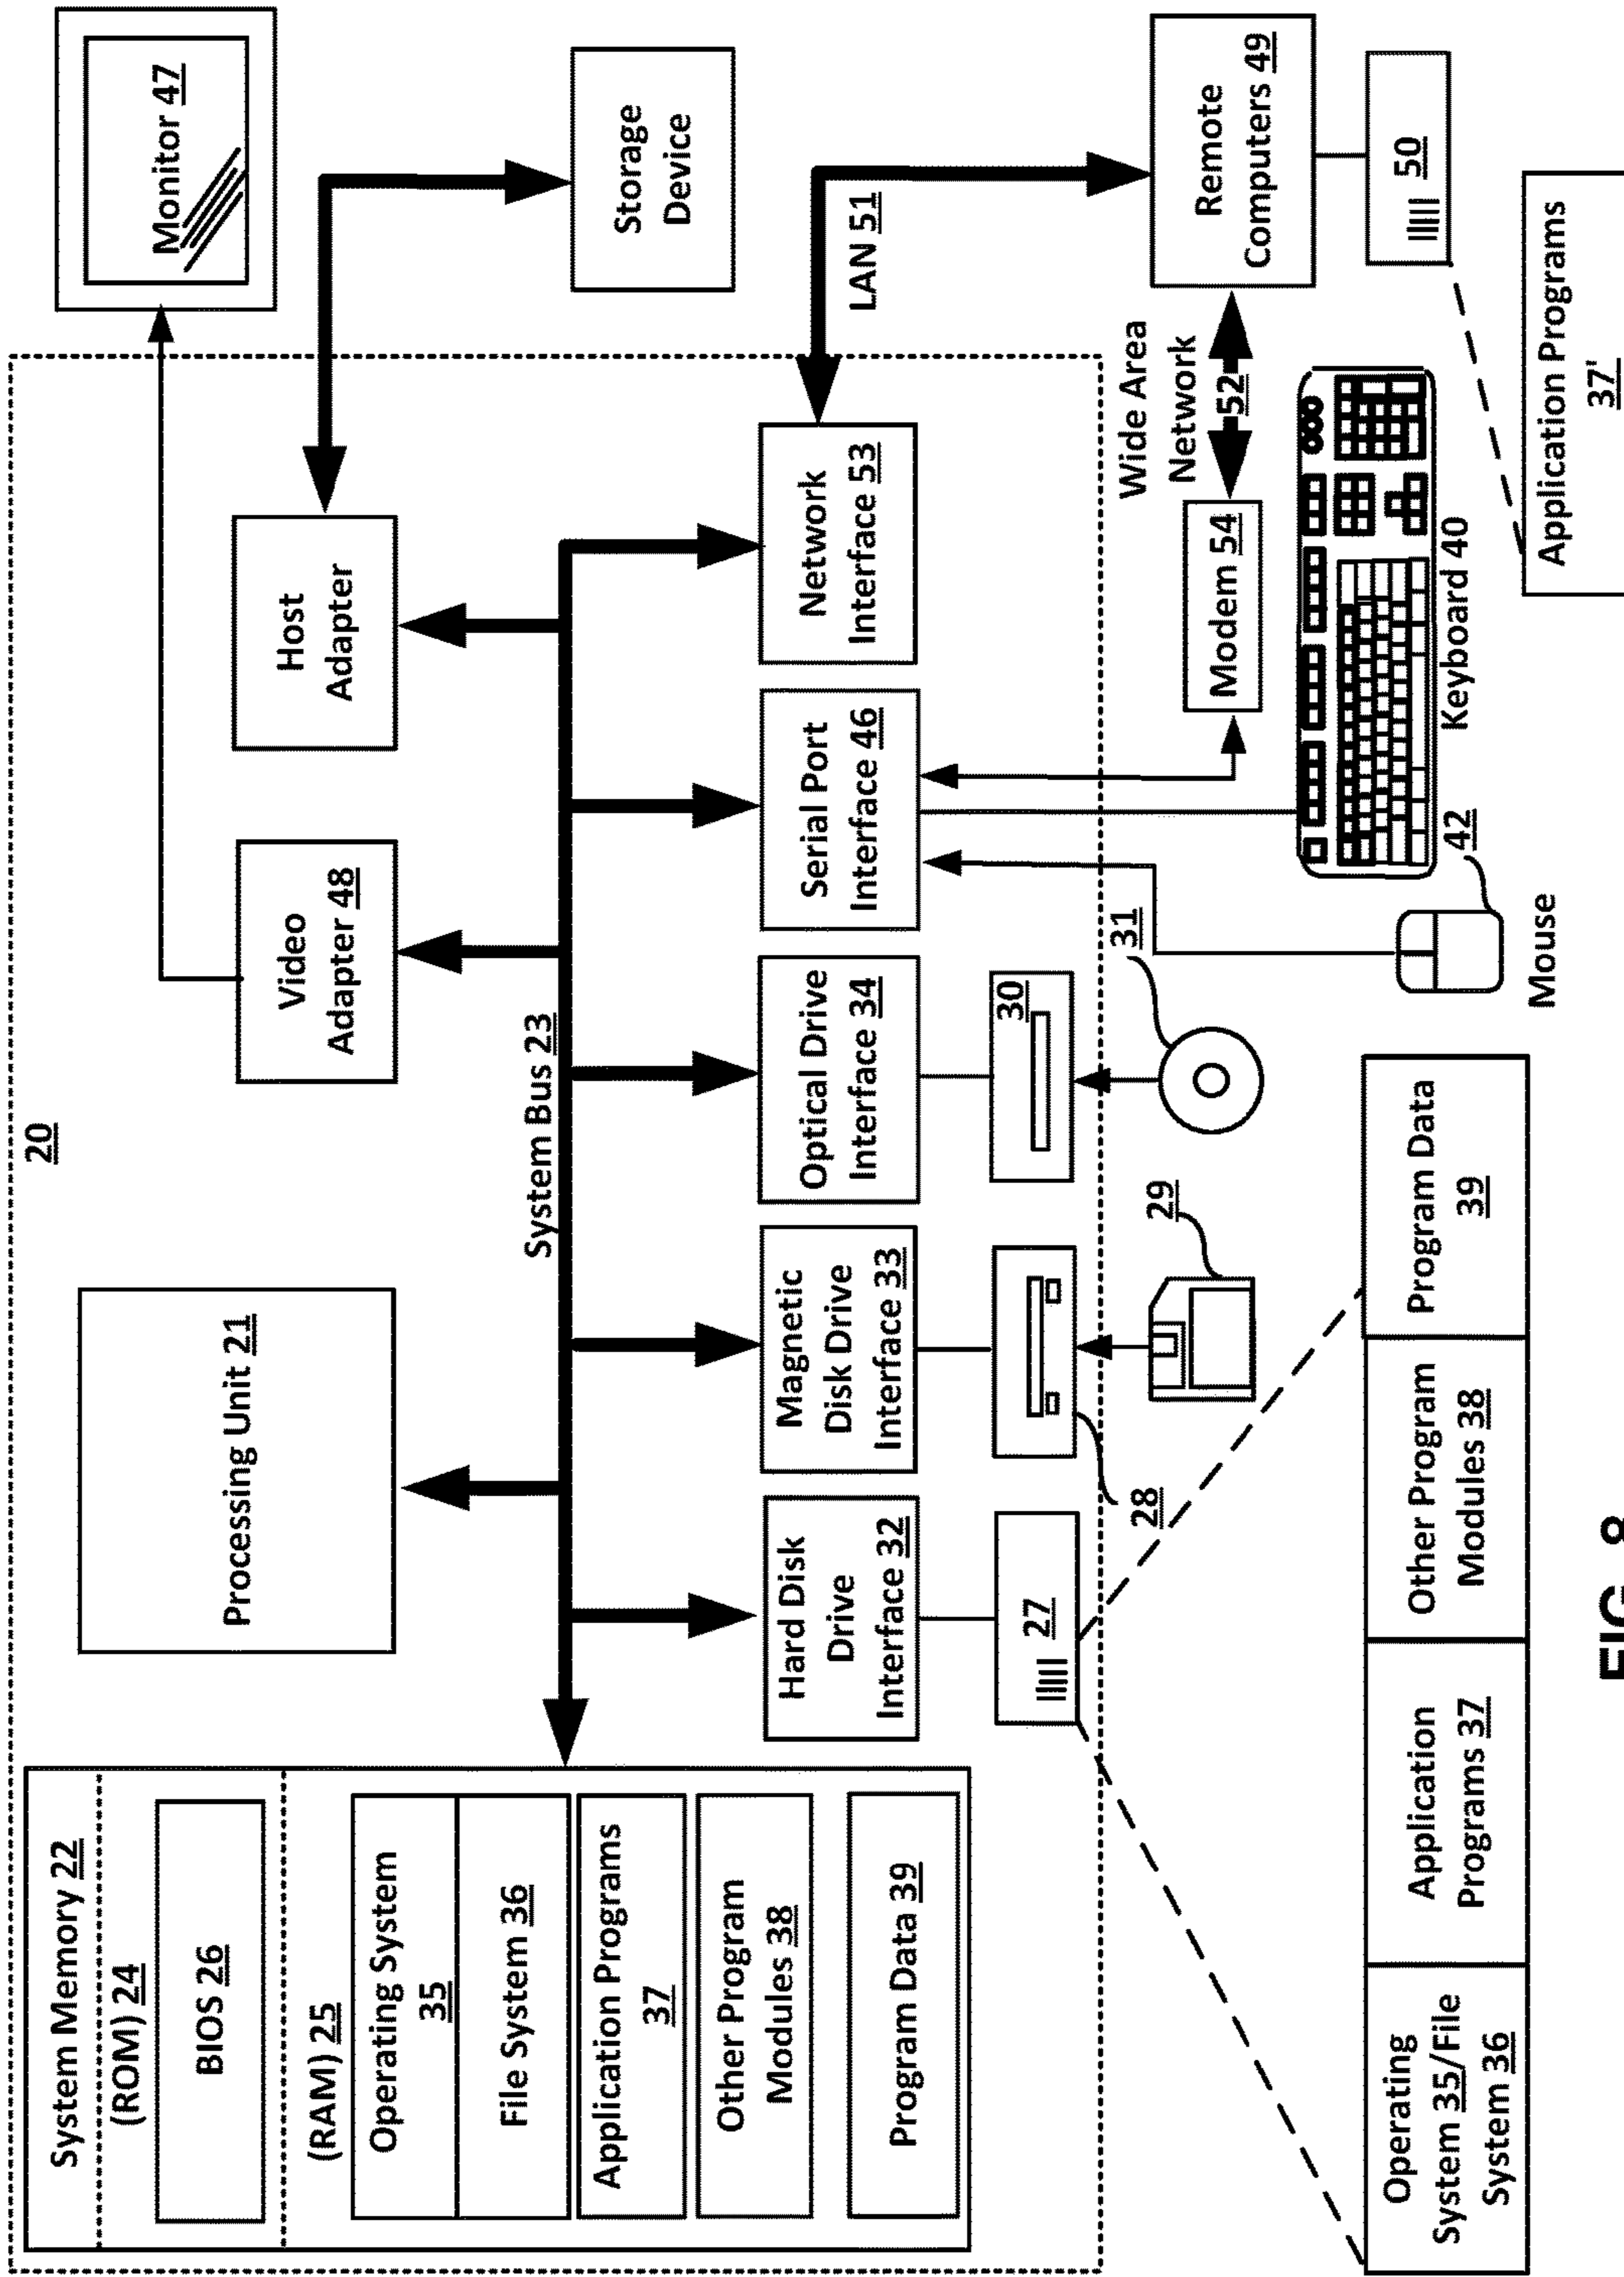 20
System Memory 22
(ROM) 24
BIOS 26
(RAM) 25
Operating System
35
File System 36
Application Programs
37
Other Program
Modules 38
Program Data 39
Processing Unit 21
Video
Adapter 48
Host
Adapter
Monitor 47
Storage
Device
System Bus 23
Hard Disk
Drive
Interface 32
Magnetic
Disk Drive
Interface 33
Optical Drive
Interface 34
Serial Port
Interface 46
Network
Interface 53
LAN 51
27
28
29
30
31
Wide Area
Network
52
Modem 54
Remote
Computers 49
50
Keyboard 40
42
Mouse
Operating
System 35/File
System 36
Application
Programs 37
Other Program
Modules 38
Program Data
39
Application Programs
37'
FIG. 8